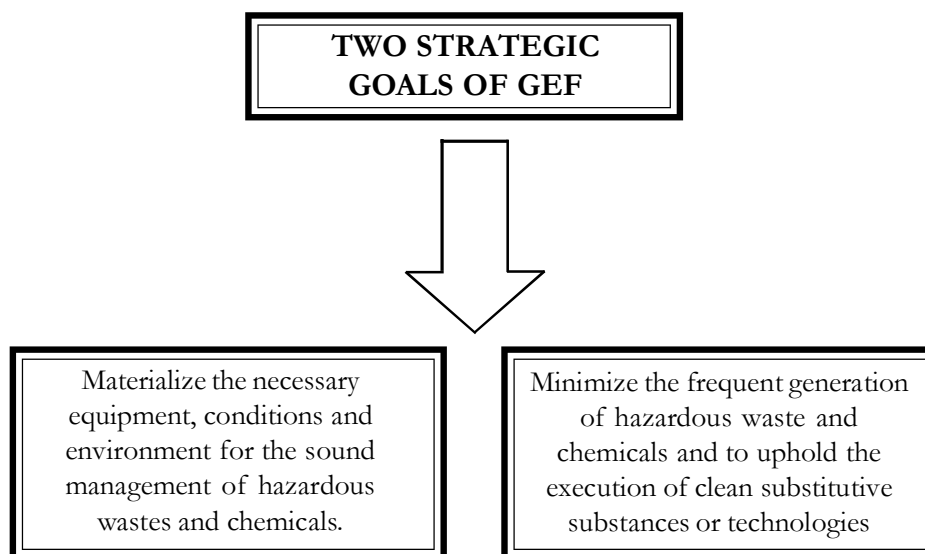 TWO STRATEGIC
GOALS OF GEF
Materialize the necessary
equipment, conditions and
environment for the sound
management of hazardous
wastes and chemicals.
Minimize the frequent generation
of hazardous waste and
chemicals and to uphold the
execution of clean substitutive
substances or technologies